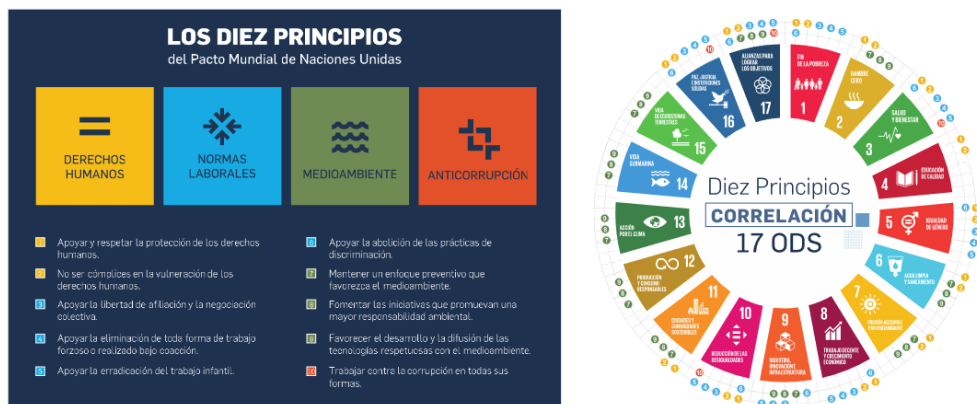 LOS DIEZ PRINCIPIOS
del Pacto Mundial de Naciones Unidas
DERECHOS
HUMANOS
NORMAS
LABORALES
MEDIOAMBIENTE
ANTICORRUPCIÓN
1 Apoyar y respetar la protección de los derechos
humanos.
2 No ser cómplices en la vulneración de los
derechos humanos.
3 Apoyar la libertad de afiliación y la negociación
colectiva.
4 Apoyar la eliminación de toda forma de trabajo
forzoso o realizado bajo coacción.
5 Apoyar la erradicación del trabajo infantil.
6 Apoyar la abolición de las prácticas de
discriminación.
7 Mantener un enfoque preventivo que
favorezca el medioambiente.
8 Fomentar las iniciativas que promuevan una
mayor responsabilidad ambiental.
9 Favorecer el desarrollo y la difusión de las
tecnologías respetuosas con el medioambiente.
10 Trabajar contra la corrupción en todas sus
formas.
Diez Principios
CORRELACIÓN
17 ODS
FIN
DE LA POBREZA
1
HAMBRE
CERO
2
SALUD
Y BIENESTAR
3
EDUCACIÓN
DE CALIDAD
4
IGUALDAD
DE GÉNERO
5
AGUA LIMPIA
Y SANEAMIENTO
6
ENERGÍA ASEQUIBLE
Y NO CONTAMINANTE
7
TRABAJO DECENTE
Y CRECIMIENTO
ECONÓMICO
8
INDUSTRIA,
INNOVACIÓN E
INFRAESTRUCTURA
9
REDUCCIÓN DE LAS
DESIGUALDADES
10
CIUDADES Y
COMUNIDADES
SOSTENIBLES
11
PRODUCCIÓN
Y CONSUMO
RESPONSABLES
12
ACCIÓN
POR EL CLIMA
13
VIDA
SUBMARINA
14
VIDA
DE ECOSISTEMAS
TERRESTRES
15
PAZ, JUSTICIA
E INSTITUCIONES
SÓLIDAS
16
ALIANZAS PARA
LOGRAR
LOS OBJETIVOS
17